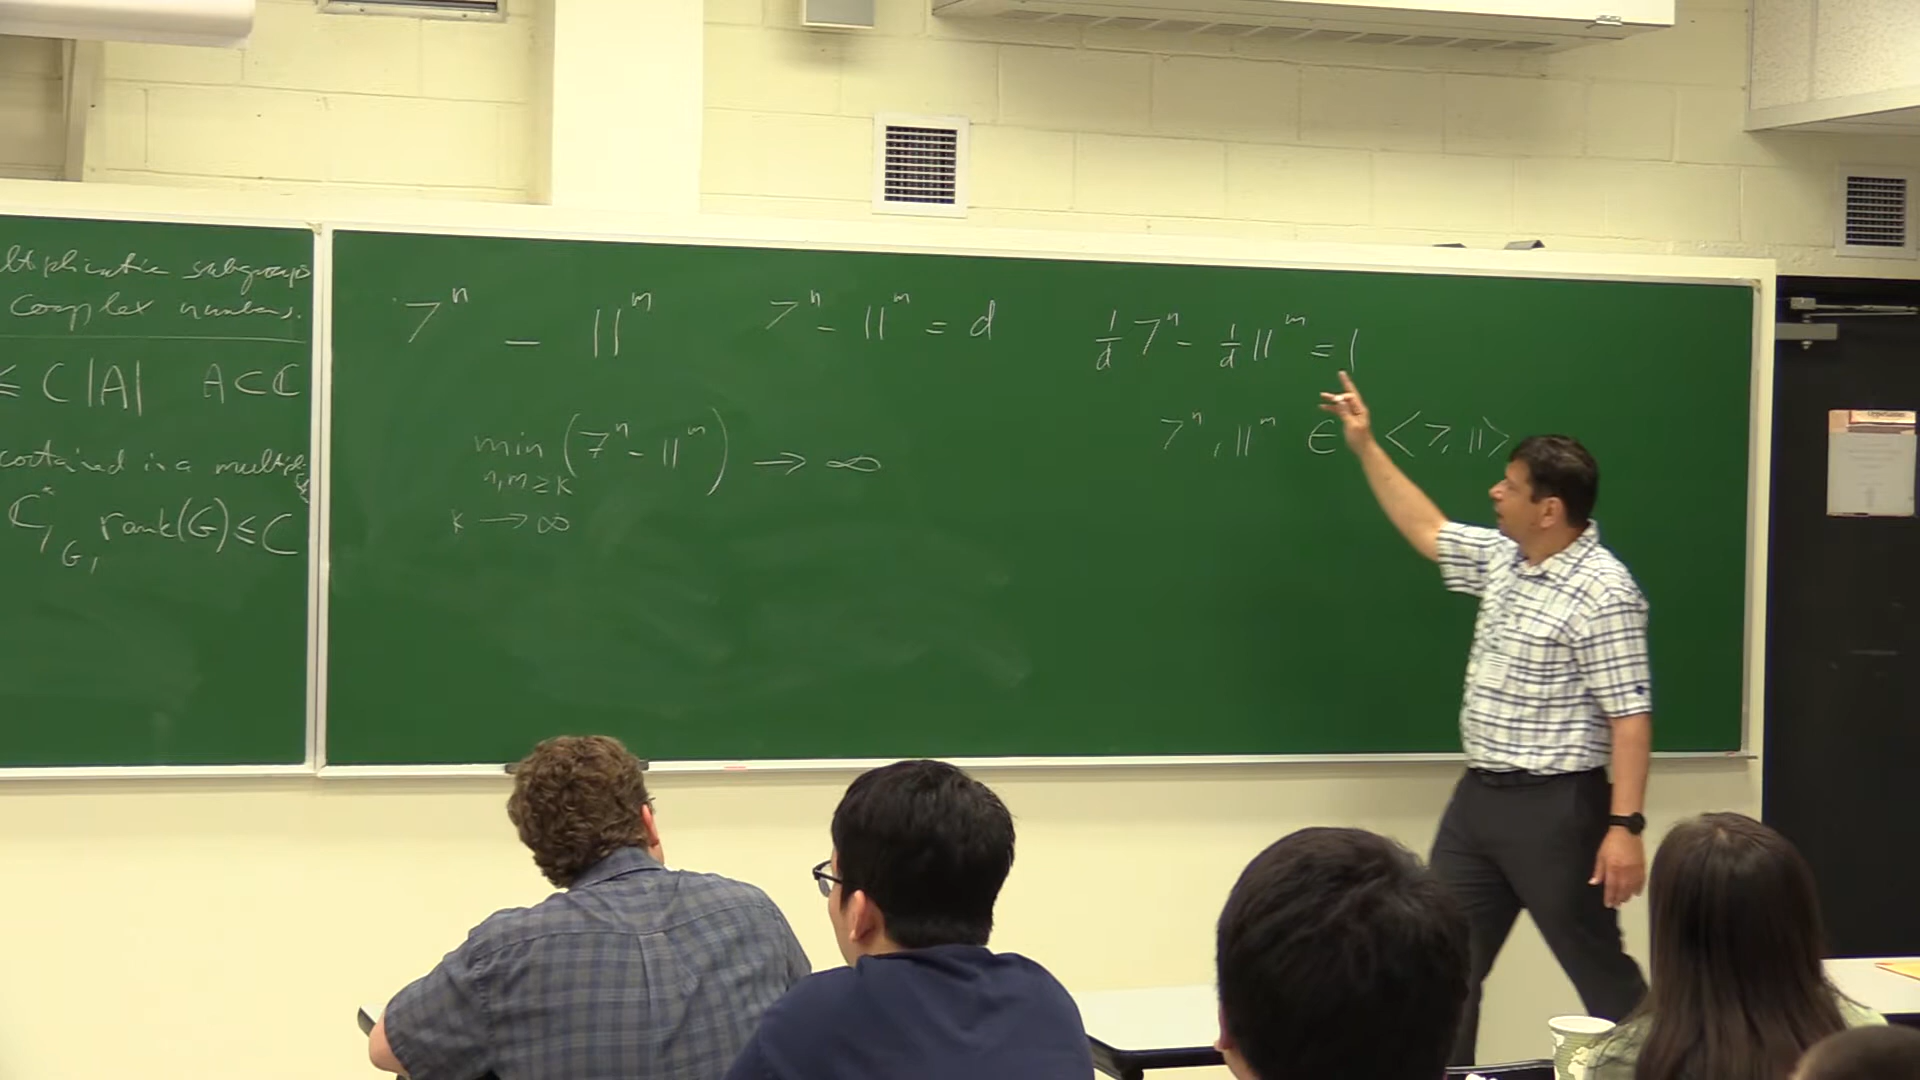 ltiplicative subgroups
complex numbers.
≤ C|A| A⊂ℂ
contained in a multipl.
ℂ*, G, rank(G) ≤ C
7ⁿ − 11ᵐ
7ⁿ − 11ᵐ = d
min (7ⁿ − 11ᵐ) → ∞
n,m ≥ K
K → ∞
1/d 7ⁿ − 1/d 11ᵐ = 1
7ⁿ, 11ᵐ ∈ <7, 11>